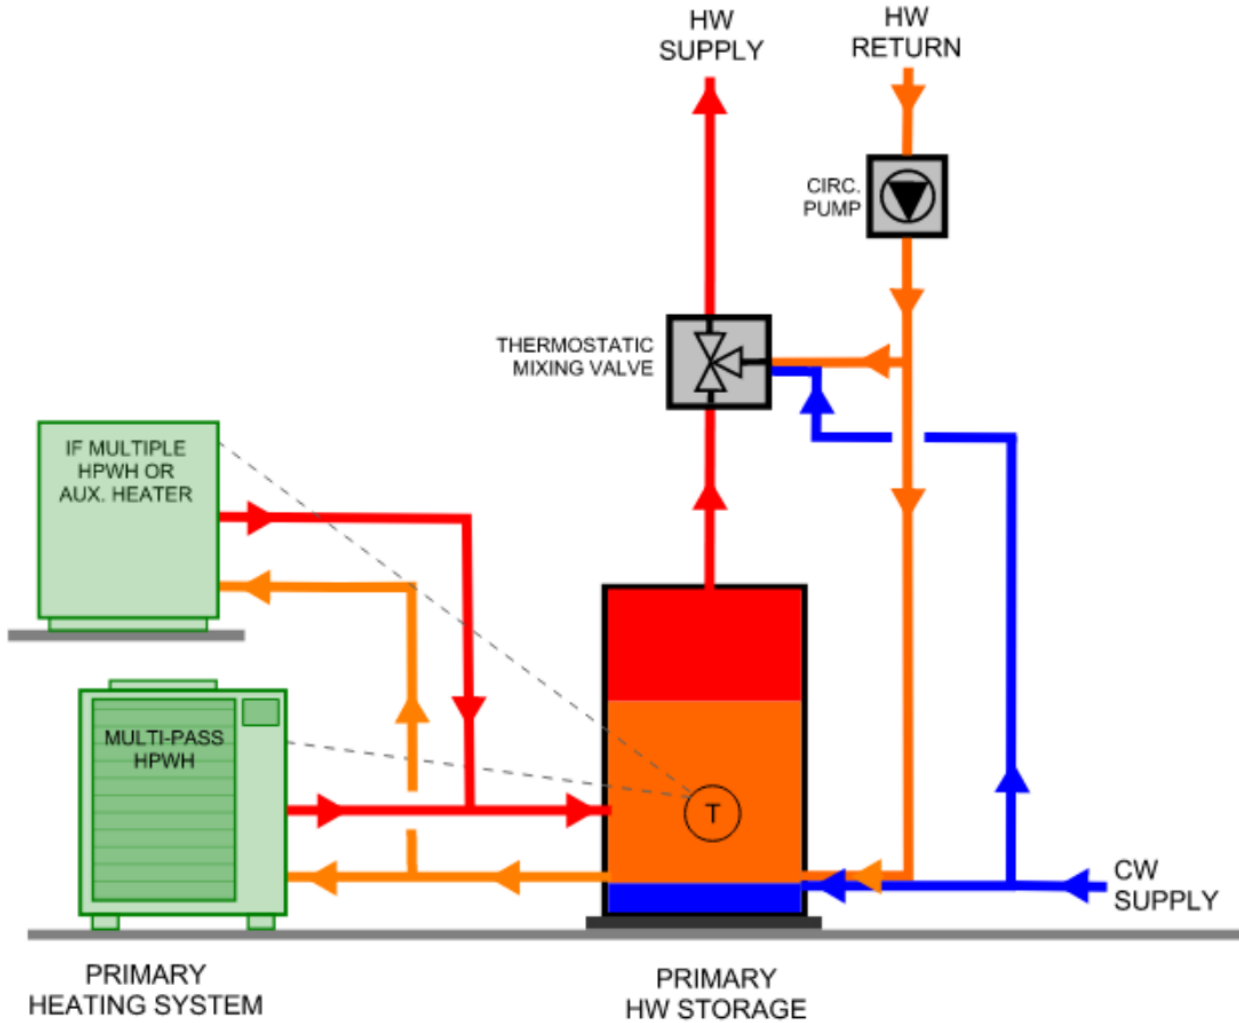 HW
SUPPLY
HW
RETURN
CIRC.
PUMP
THERMOSTATIC
MIXING VALVE
IF MULTIPLE
HPWH OR
AUX. HEATER
MULTI-PASS
HPWH
T
CW
SUPPLY
PRIMARY
HEATING SYSTEM
PRIMARY
HW STORAGE